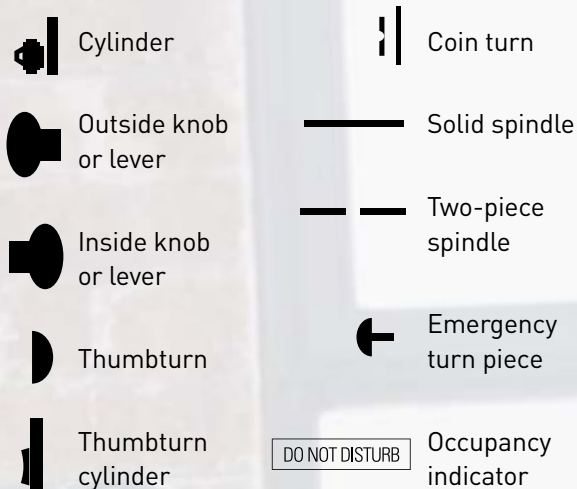 Cylinder
Outside knob
or lever
Inside knob
or lever
Thumbturn
Thumbturn
cylinder
Coin turn
Solid spindle
Two-piece
spindle
Emergency
turn piece
DO NOT DISTURB
Occupancy
indicator